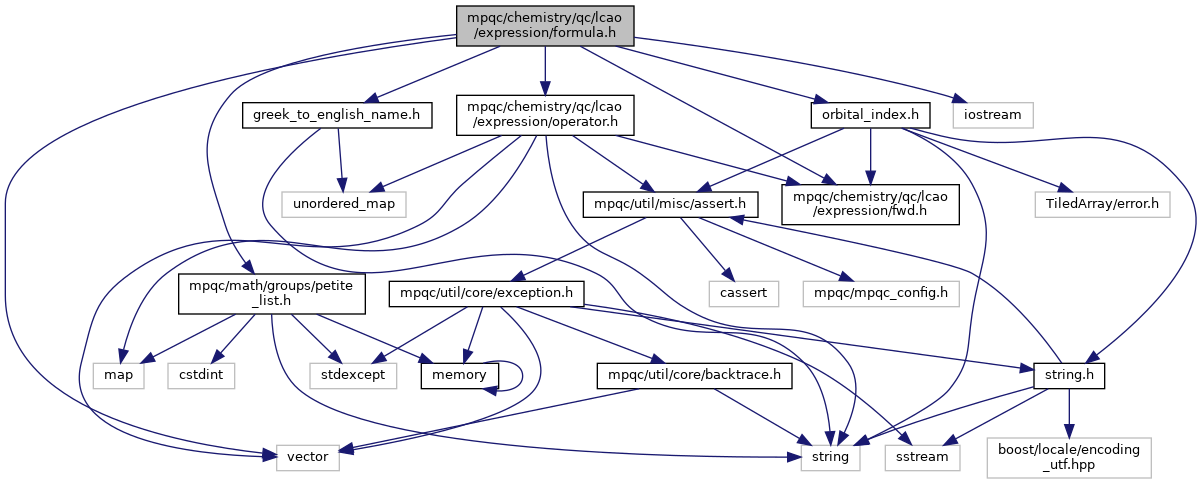 mpqc/chemistry/qc/lcao
/expression/formula.h
greek_to_english_name.h
mpqc/chemistry/qc/lcao
/expression/operator.h
orbital_index.h
iostream
unordered_map
mpqc/util/misc/assert.h
mpqc/chemistry/qc/lcao
/expression/fwd.h
TiledArray/error.h
mpqc/math/groups/petite
_list.h
mpqc/util/core/exception.h
cassert
mpqc/mpqc_config.h
map
cstdint
stdexcept
memory
mpqc/util/core/backtrace.h
string.h
vector
string
sstream
boost/locale/encoding
_utf.hpp